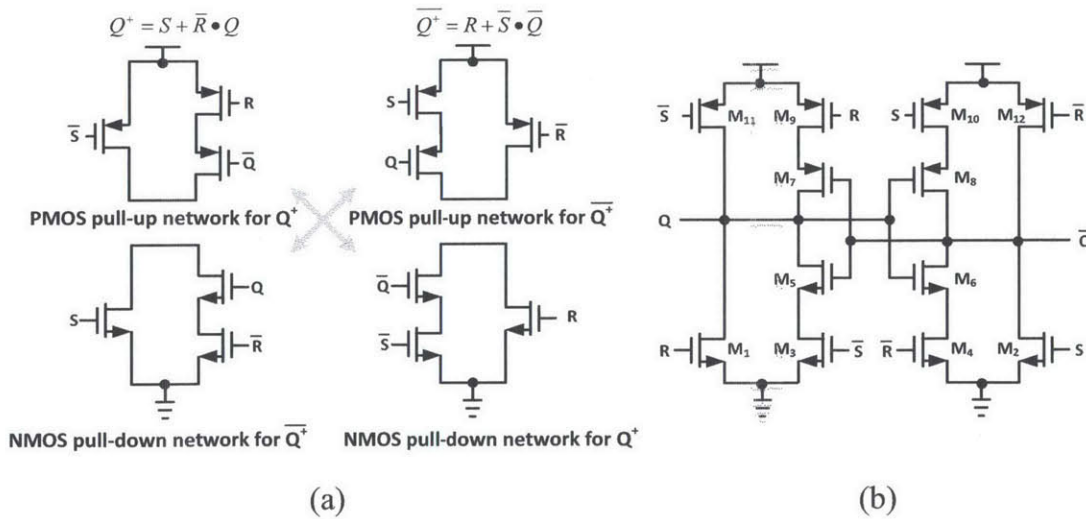 Q⁺ = S + R̅ • Q
Q̅⁺̅ = R + S̅ • Q̅
S̅
R
Q̅
S
Q
R̅
PMOS pull-up network for Q⁺
PMOS pull-up network for Q̅⁺̅
S
Q
R̅
Q̅
S̅
R
NMOS pull-down network for Q̅⁺̅
NMOS pull-down network for Q⁺
(a)
S̅
M₁₁
M₉
R
S
M₁₀
M₁₂
R̅
M₇
M₈
Q
Q̅
M₅
M₆
R
M₁
M₃
S̅
R̅
M₄
M₂
S
(b)